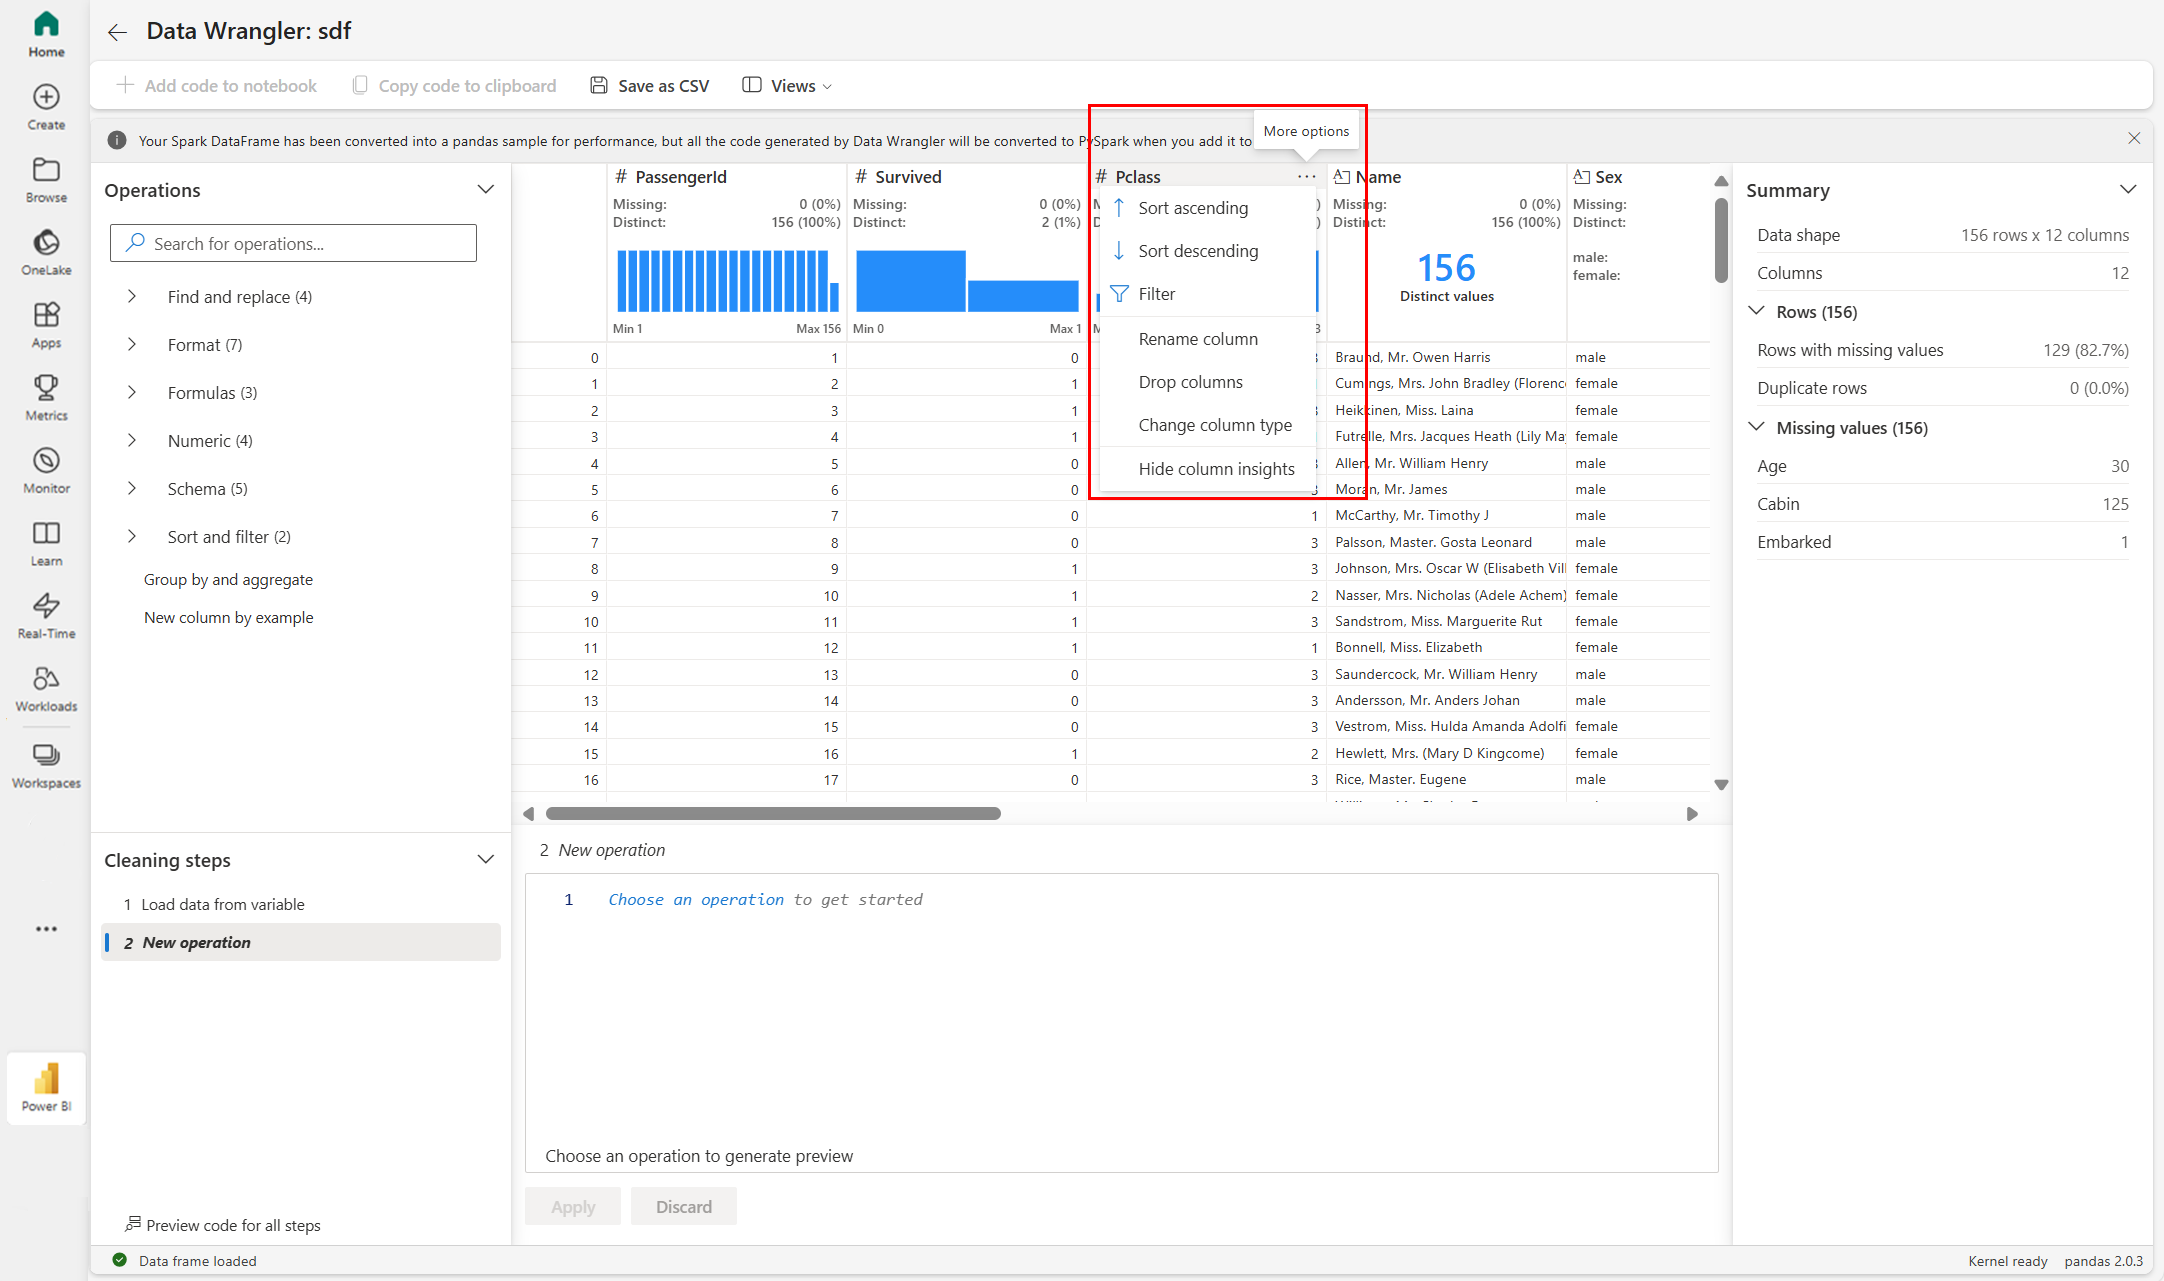 Home
Create
Browse
OneLake
Apps
Metrics
Monitor
Learn
Real-Time
Workloads
Workspaces
Power BI
Data Wrangler: sdf
Add code to notebook
Copy code to clipboard
Save as CSV
Views
Your Spark DataFrame has been converted into a pandas sample for performance, but all the code generated by Data Wrangler will be converted to PySpark when you add it to
More options
Operations
Search for operations...
Find and replace (4)
Format (7)
Formulas (3)
Numeric (4)
Schema (5)
Sort and filter (2)
Group by and aggregate
New column by example
Cleaning steps
1 Load data from variable
2 New operation
Preview code for all steps
# PassengerId
Missing: 0 (0%)
Distinct: 156 (100%)
Min 1 Max 156
# Survived
Missing: 0 (0%)
Distinct: 2 (1%)
Min 0 Max 1
# Pclass
Sort ascending
Sort descending
Filter
Rename column
Drop columns
Change column type
Hide column insights
Name
Missing: 0 (0%)
Distinct: 156 (100%)
156
Distinct values
Sex
Missing:
Distinct:
male:
female:
0 1 0 Braund, Mr. Owen Harris male
1 2 1 Cumings, Mrs. John Bradley (Florence female
2 3 1 Heikkinen, Miss. Laina female
3 4 1 Futrelle, Mrs. Jacques Heath (Lily May female
4 5 0 Allen, Mr. William Henry male
5 6 0 3 Moran, Mr. James male
6 7 0 1 McCarthy, Mr. Timothy J male
7 8 0 3 Palsson, Master. Gosta Leonard male
8 9 1 3 Johnson, Mrs. Oscar W (Elisabeth Vil female
9 10 1 2 Nasser, Mrs. Nicholas (Adele Achem) female
10 11 1 3 Sandstrom, Miss. Marguerite Rut female
11 12 1 1 Bonnell, Miss. Elizabeth female
12 13 0 3 Saundercock, Mr. William Henry male
13 14 0 3 Andersson, Mr. Anders Johan male
14 15 0 3 Vestrom, Miss. Hulda Amanda Adolfi female
15 16 1 2 Hewlett, Mrs. (Mary D Kingcome) female
16 17 0 3 Rice, Master. Eugene male
2 New operation
1 Choose an operation to get started
Choose an operation to generate preview
Apply
Discard
Summary
Data shape 156 rows x 12 columns
Columns 12
Rows (156)
Rows with missing values 129 (82.7%)
Duplicate rows 0 (0.0%)
Missing values (156)
Age 30
Cabin 125
Embarked 1
Data frame loaded
Kernel ready
pandas 2.0.3